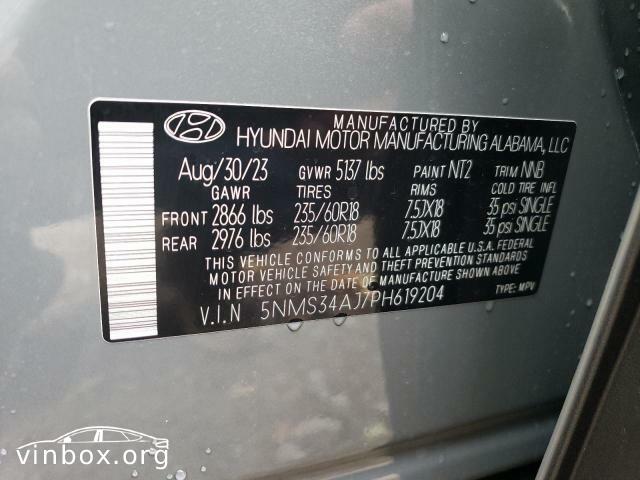 MANUFACTURED BY
HYUNDAI MOTOR MANUFACTURING ALABAMA, LLC
Aug/30/23 GVWR 5137 lbs PAINT NT2 TRIM NNB
GAWR TIRES RIMS COLD TIRE INFL
FRONT 2866 lbs 235/60R18 7.5JX18 35 psi SINGLE
REAR 2976 lbs 235/60R18 7.5JX18 35 psi SINGLE
THIS VEHICLE CONFORMS TO ALL APPLICABLE U.S.A. FEDERAL
MOTOR VEHICLE SAFETY AND THEFT PREVENTION STANDARDS
IN EFFECT ON THE DATE OF MANUFACTURE SHOWN ABOVE.
V.I.N 5NMS34AJ7PH619204 TYPE: MPV
vinbox.org